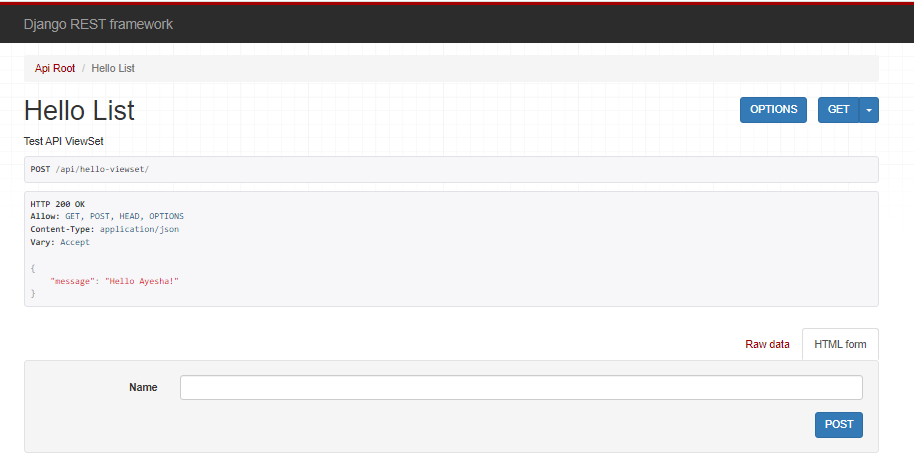 Django REST framework
Api Root / Hello List
Hello List
OPTIONS
GET
Test API ViewSet
POST /api/hello-viewset/
HTTP 200 OK
Allow: GET, POST, HEAD, OPTIONS
Content-Type: application/json
Vary: Accept
{
    "message": "Hello Ayesha!"
}
Raw data
HTML form
Name
POST